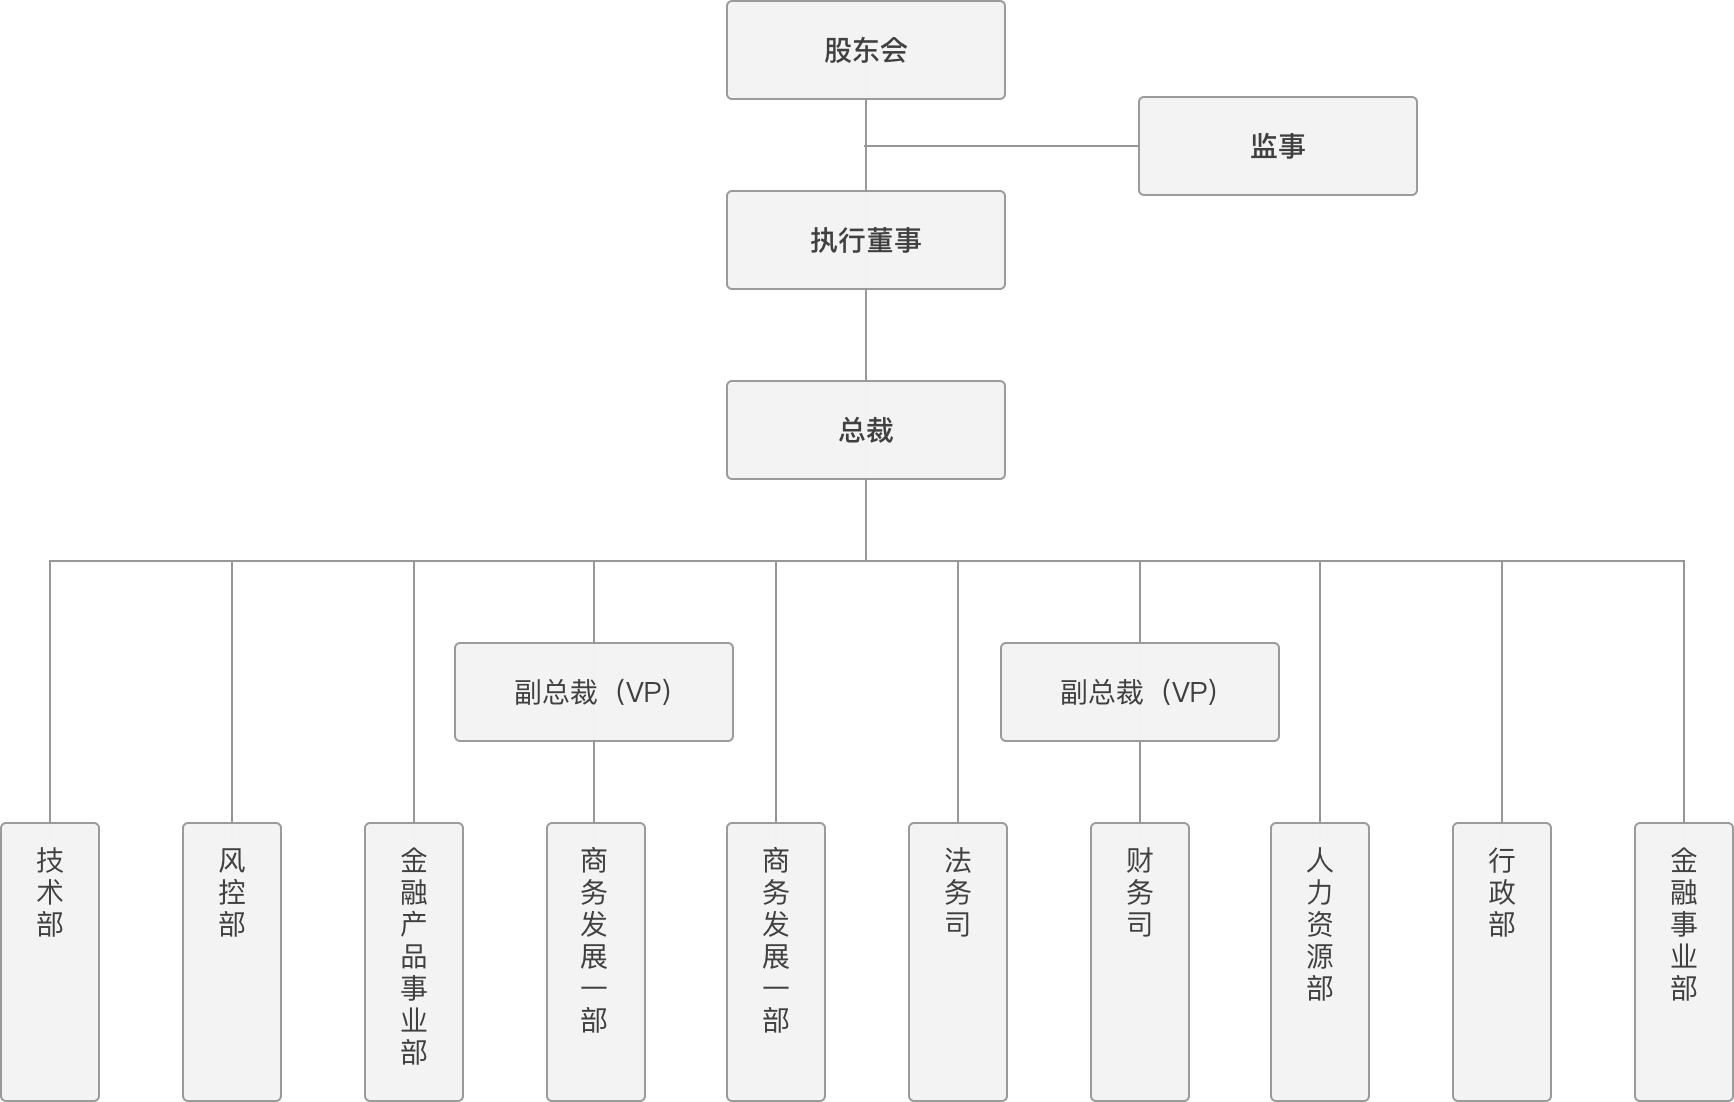 股东会
监事
执行董事
总裁
副总裁（VP）
副总裁（VP）
技术部
风控部
金融产品事业部
商务发展一部
商务发展一部
法务司
财务司
人力资源部
行政部
金融事业部